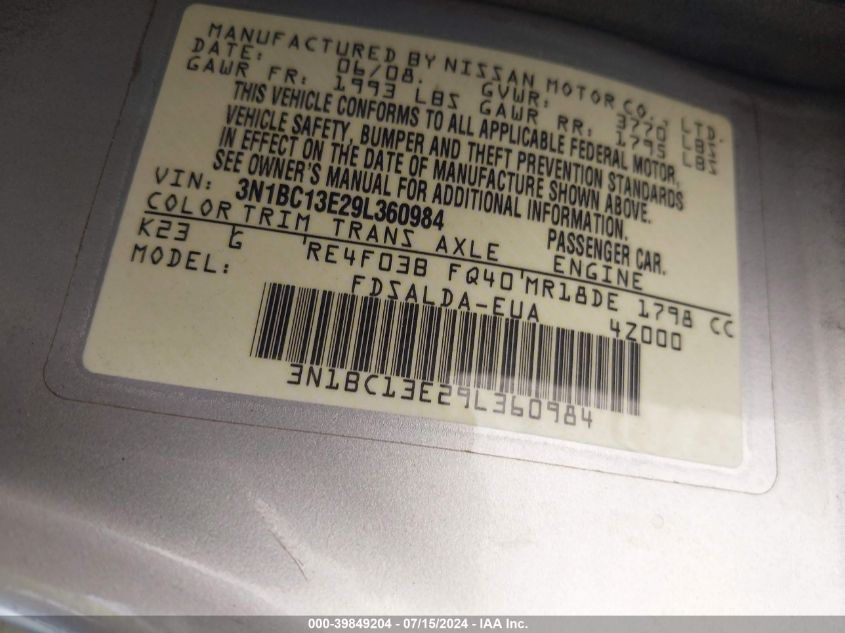 MANUFACTURED BY NISSAN MOTOR CO., LTD.
DATE: 06/08. GVWR: 3770 LBS
GAWR FR: 1993 LBS GAWR RR: 1795 LBS
THIS VEHICLE CONFORMS TO ALL APPLICABLE FEDERAL MOTOR
VEHICLE SAFETY, BUMPER AND THEFT PREVENTION STANDARDS
IN EFFECT ON THE DATE OF MANUFACTURE SHOWN ABOVE.
SEE OWNER'S MANUAL FOR ADDITIONAL INFORMATION.
VIN: 3N1BC13E29L360984 PASSENGER CAR.
COLOR TRIM TRANS AXLE ENGINE
K23 G RE4F03B FQ40 MR18DE 1798 CC
MODEL: FDSALDA-EUA 4Z000
3N1BC13E29L360984
000-39849204 - 07/15/2024 - IAA Inc.